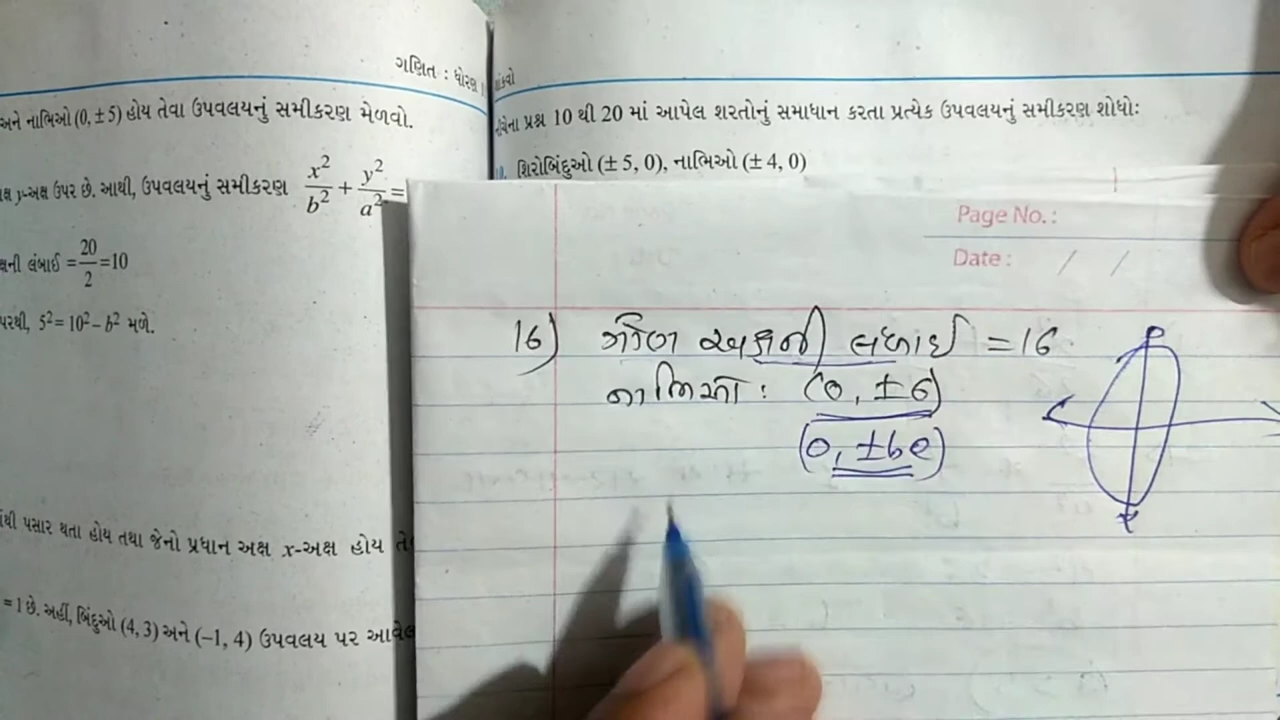 ગણિત : ધોરણ
અને નાભિઓ (0, ± 5) હોય તેવા ઉપવલયનું સમીકરણ મેળવો.
y-અક્ષ ઉપર છે. આથી, ઉપવલયનું સમીકરણ x²/b² + y²/a² =
લંબાઈ = 20/2 = 10
પરથી, 5² = 10² – b² મળે.
પસાર થતા હોય તથા જેનો પ્રધાન અક્ષ x-અક્ષ હોય
= 1 છે. અહીં, બિંદુઓ (4, 3) અને (–1, 4) ઉપવલય પર
પ્રશ્ન 10 થી 20 માં આપેલ શરતોનું સમાધાન કરતા પ્રત્યેક ઉપવલયનું સમીકરણ શોધોઃ
શિરોબિંદુઓ (± 5, 0), નાભિઓ (± 4, 0)
Page No. :
Date : / /
16) ગૌણ અક્ષની લંબાઈ = 16
નાભિઓ : (0, ±6)
(0, ±be)